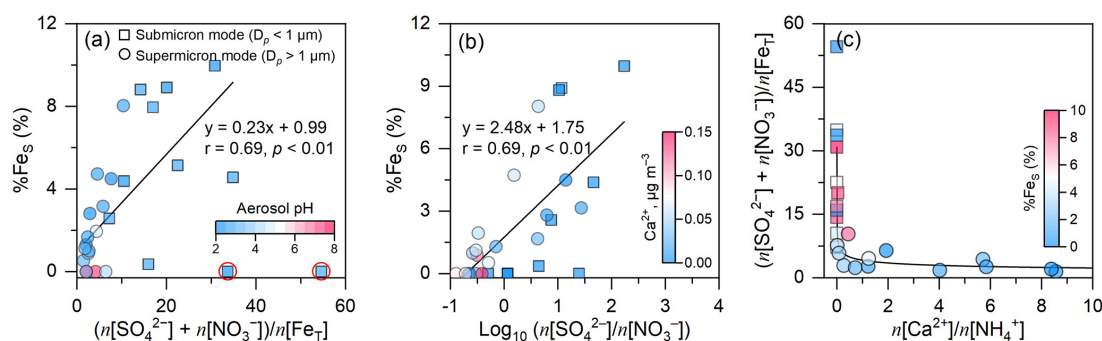 (a)
□ Submicron mode (Dp < 1 μm)
○ Supermicron mode (Dp > 1 μm)
y = 0.23x + 0.99
r = 0.69, p < 0.01
Aerosol pH
2 4 6 8
%FeS (%)
0 4 8 12
0 20 40 60
(n[SO₄²⁻] + n[NO₃⁻])/n[FeT]
(b)
y = 2.48x + 1.75
r = 0.69, p < 0.01
Ca²⁺, μg m⁻³
0.15
0.10
0.05
0.00
%FeS (%)
0 3 6 9 12
-1 0 1 2 3 4
Log₁₀ (n[SO₄²⁻]/n[NO₃⁻])
(c)
%FeS (%)
10
8
6
4
2
0
(n[SO₄²⁻] + n[NO₃⁻])/n[FeT]
0 15 30 45 60
0 2 4 6 8 10
n[Ca²⁺]/n[NH₄⁺]